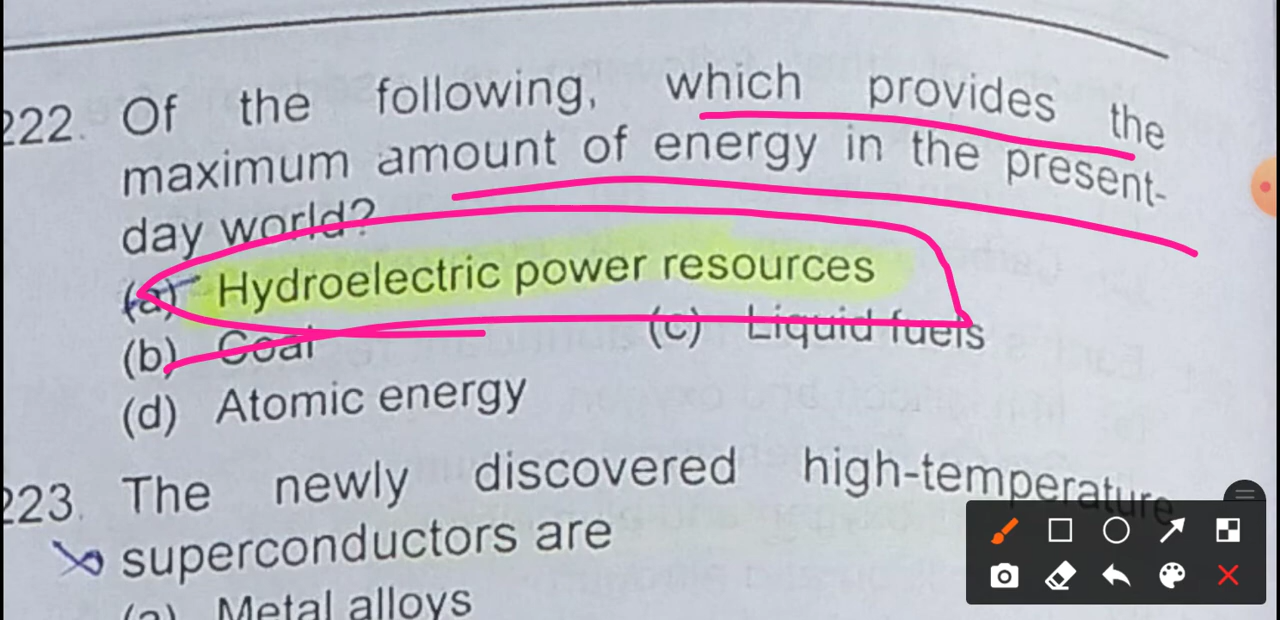 222. Of the following, which provides the
maximum amount of energy in the present-
day world?
(a) Hydroelectric power resources
(b) Coal (c) Liquid fuels
(d) Atomic energy
223. The newly discovered high-temperature
superconductors are
(a) Metal alloys